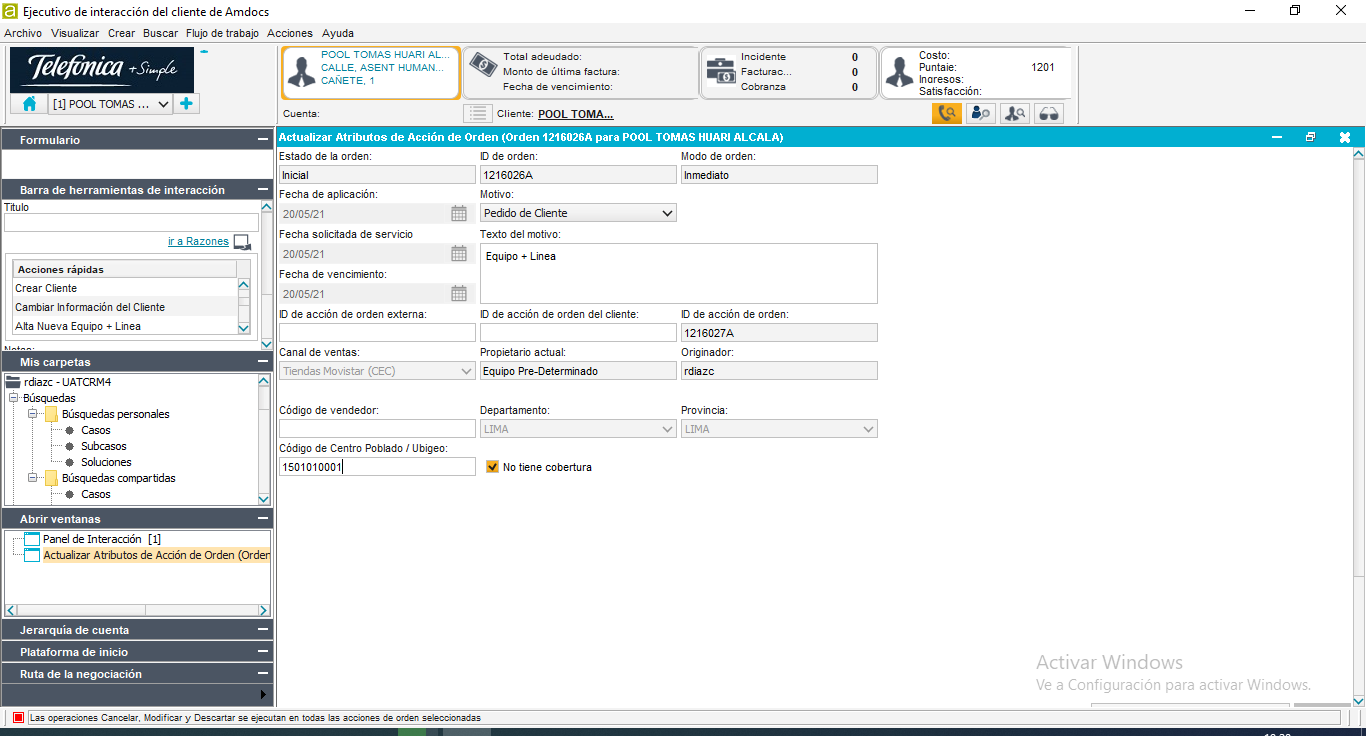 Ejecutivo de interacción del cliente de Amdocs
Archivo Visualizar Crear Buscar Flujo de trabajo Acciones Ayuda
Telefónica +Simple
[1] POOL TOMAS ...
POOL TOMAS HUARI AL...
CALLE, ASENT HUMAN...
CAÑETE, 1
Total adeudado:
Monto de última factura:
Fecha de vencimiento:
Incidente 0
Facturac... 0
Cobranza 0
Costo:
Puntaie: 1201
Inoresos:
Satisfacción:
Cuenta:
Cliente: POOL TOMA...
Formulario
Barra de herramientas de interacción
Título
ir a Razones
Acciones rápidas
Crear Cliente
Cambiar Información del Cliente
Alta Nueva Equipo + Linea
Mis carpetas
rdiazc - UATCRM4
Búsquedas
Búsquedas personales
Casos
Subcasos
Soluciones
Búsquedas compartidas
Casos
Abrir ventanas
Panel de Interacción [1]
Actualizar Atributos de Acción de Orden (Orden
Jerarquía de cuenta
Plataforma de inicio
Ruta de la negociación
Actualizar Atributos de Acción de Orden (Orden 1216026A para POOL TOMAS HUARI ALCALA)
Estado de la orden: ID de orden: Modo de orden:
Inicial 1216026A Inmediato
Fecha de aplicación: Motivo:
20/05/21 Pedido de Cliente
Fecha solicitada de servicio Texto del motivo:
20/05/21 Equipo + Linea
Fecha de vencimiento:
20/05/21
ID de acción de orden externa: ID de acción de orden del cliente: ID de acción de orden:
1216027A
Canal de ventas: Propietario actual: Originador:
Tiendas Movistar (CEC) Equipo Pre-Determinado rdiazc
Código de vendedor: Departamento: Provincia:
LIMA LIMA
Código de Centro Poblado / Ubigeo:
1501010001 No tiene cobertura
Activar Windows
Ve a Configuración para activar Windows.
Las operaciones Cancelar, Modificar y Descartar se ejecutan en todas las acciones de orden seleccionadas